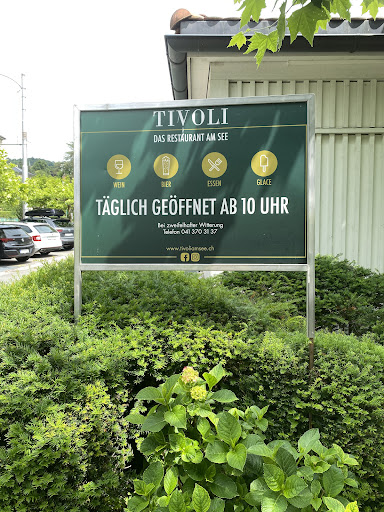 TIVOLI
DAS RESTAURANT AM SEE
WEIN BIER ESSEN GLACE
TÄGLICH GEÖFFNET AB 10 UHR
Bei zweifelhafter Witterung
Telefon 041 370 31 37
www.tivoliamsee.ch